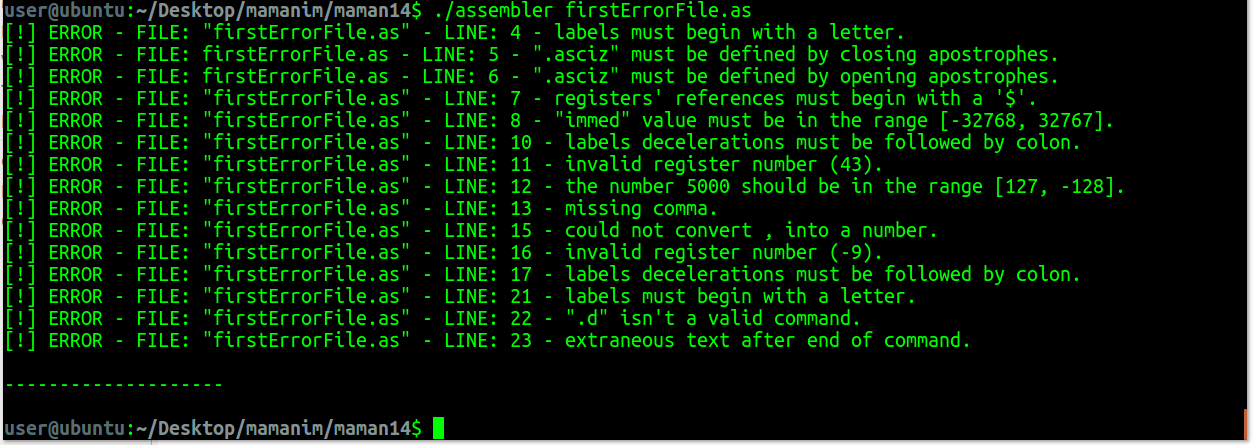 user@ubuntu:~/Desktop/mamanim/maman14$ ./assembler firstErrorFile.as
[!] ERROR - FILE: "firstErrorFile.as" - LINE: 4 - labels must begin with a letter.
[!] ERROR - FILE: firstErrorFile.as - LINE: 5 - ".asciz" must be defined by closing apostrophes.
[!] ERROR - FILE: firstErrorFile.as - LINE: 6 - ".asciz" must be defined by opening apostrophes.
[!] ERROR - FILE: "firstErrorFile.as" - LINE: 7 - registers' references must begin with a '$'.
[!] ERROR - FILE: "firstErrorFile.as" - LINE: 8 - "immed" value must be in the range [-32768, 32767].
[!] ERROR - FILE: "firstErrorFile.as" - LINE: 10 - labels decelerations must be followed by colon.
[!] ERROR - FILE: "firstErrorFile.as" - LINE: 11 - invalid register number (43).
[!] ERROR - FILE: "firstErrorFile.as" - LINE: 12 - the number 5000 should be in the range [127, -128].
[!] ERROR - FILE: "firstErrorFile.as" - LINE: 13 - missing comma.
[!] ERROR - FILE: "firstErrorFile.as" - LINE: 15 - could not convert , into a number.
[!] ERROR - FILE: "firstErrorFile.as" - LINE: 16 - invalid register number (-9).
[!] ERROR - FILE: "firstErrorFile.as" - LINE: 17 - labels decelerations must be followed by colon.
[!] ERROR - FILE: "firstErrorFile.as" - LINE: 21 - labels must begin with a letter.
[!] ERROR - FILE: "firstErrorFile.as" - LINE: 22 - ".d" isn't a valid command.
[!] ERROR - FILE: "firstErrorFile.as" - LINE: 23 - extraneous text after end of command.
--------------------
user@ubuntu:~/Desktop/mamanim/maman14$